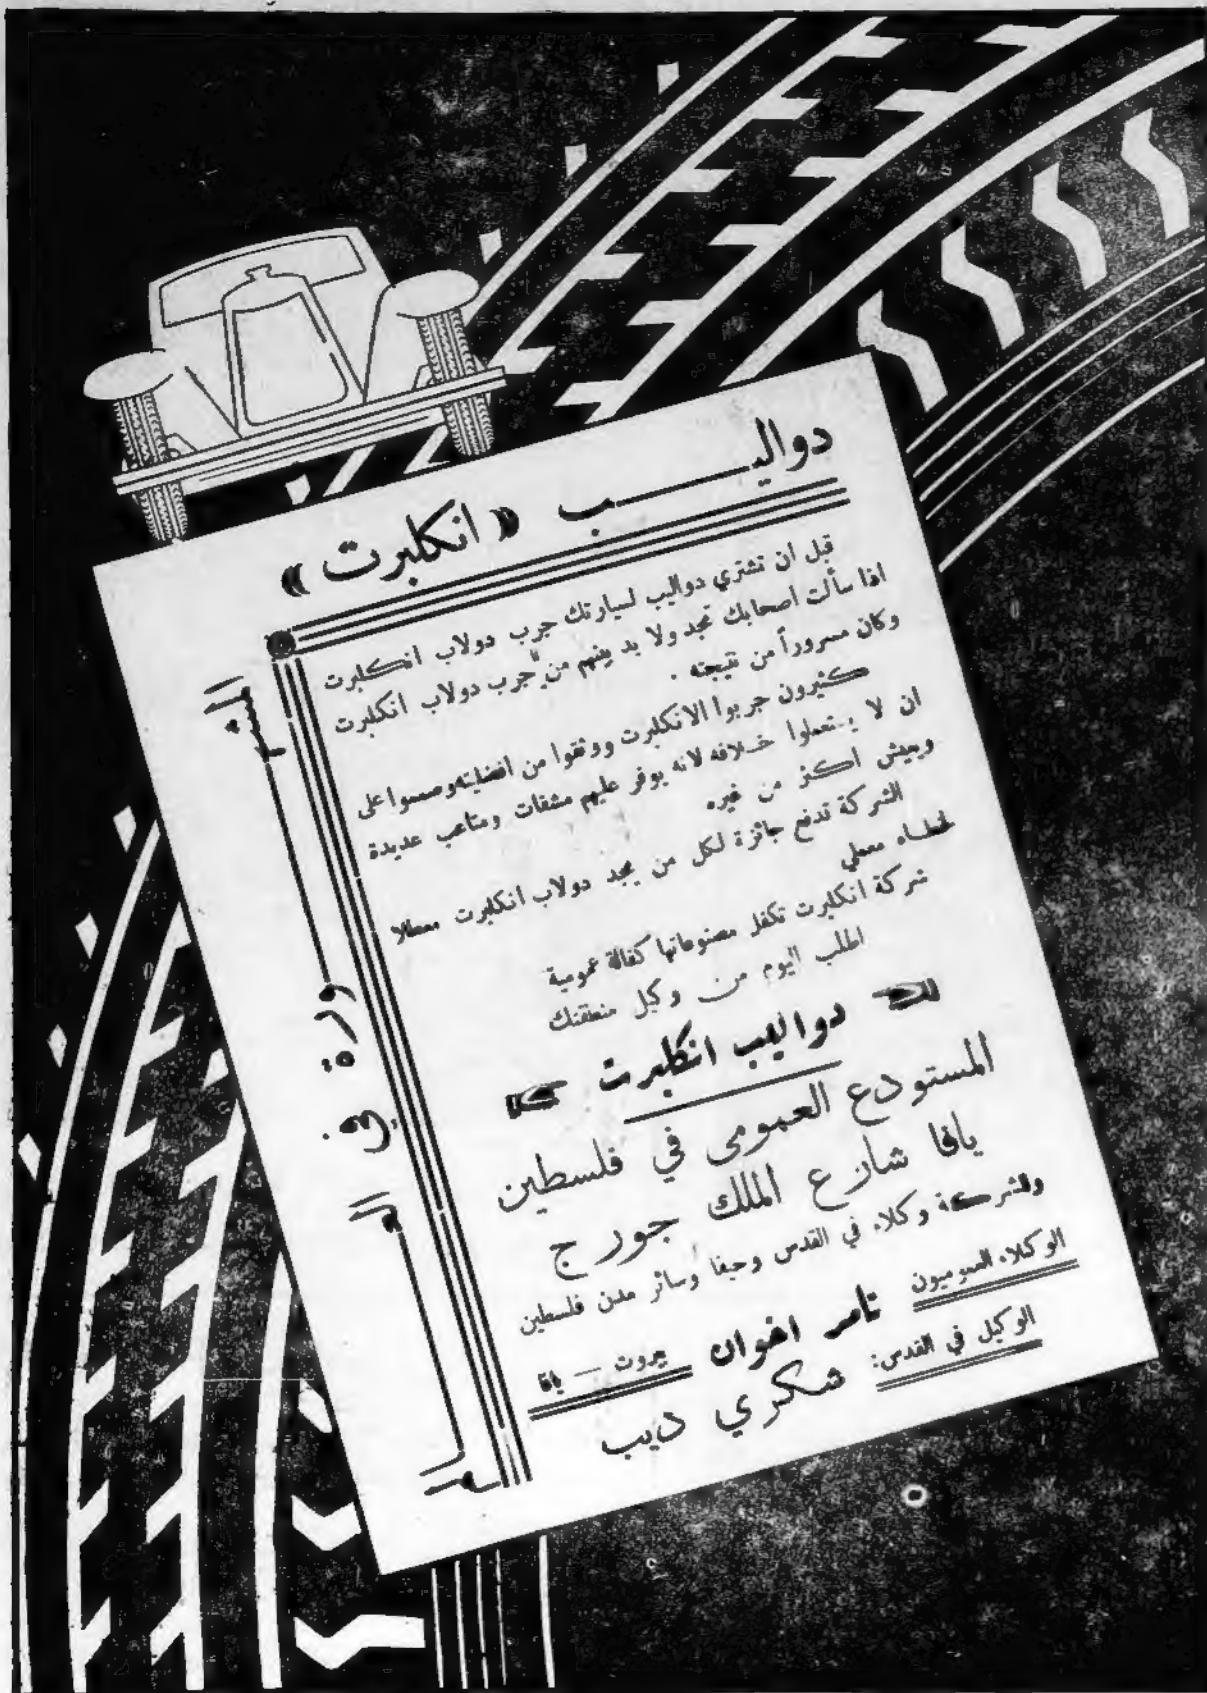 دواليب «انكلبرت»
المشهورة في العالم
قبل ان تشتري دواليب لسيارتك جرب دولاب انكلبرت
اذا سألت اصحابك تجد ولا بد بينهم من جرب دولاب انكلبرت
وكان مسروراً من نتيجته .
كثيرون جربوا الانكلبرت ووثقوا من افضليته وصمموا على
ان لا يستعملوا خلافه لانه يوفر عليهم مشقات ومتاعب عديدة
ويعيش اكثر من غيره
الشركة تدفع جائزة لكل من يجد دولاب انكلبرت معطلا
لخطاء معملي
شركة انكلبرت تكفل مصنوعاتها كفالة عمومية
اطلب اليوم من وكيل منطقتك
دواليب انكلبرت
المستودع العمومي في فلسطين
يافا شارع الملك جورج
وللشركة وكلاء في القدس وحيفا وسائر مدن فلسطين
الوكلاء العموميون تامر اخوان بيروت — يافا
الوكيل في القدس: شكري ديب